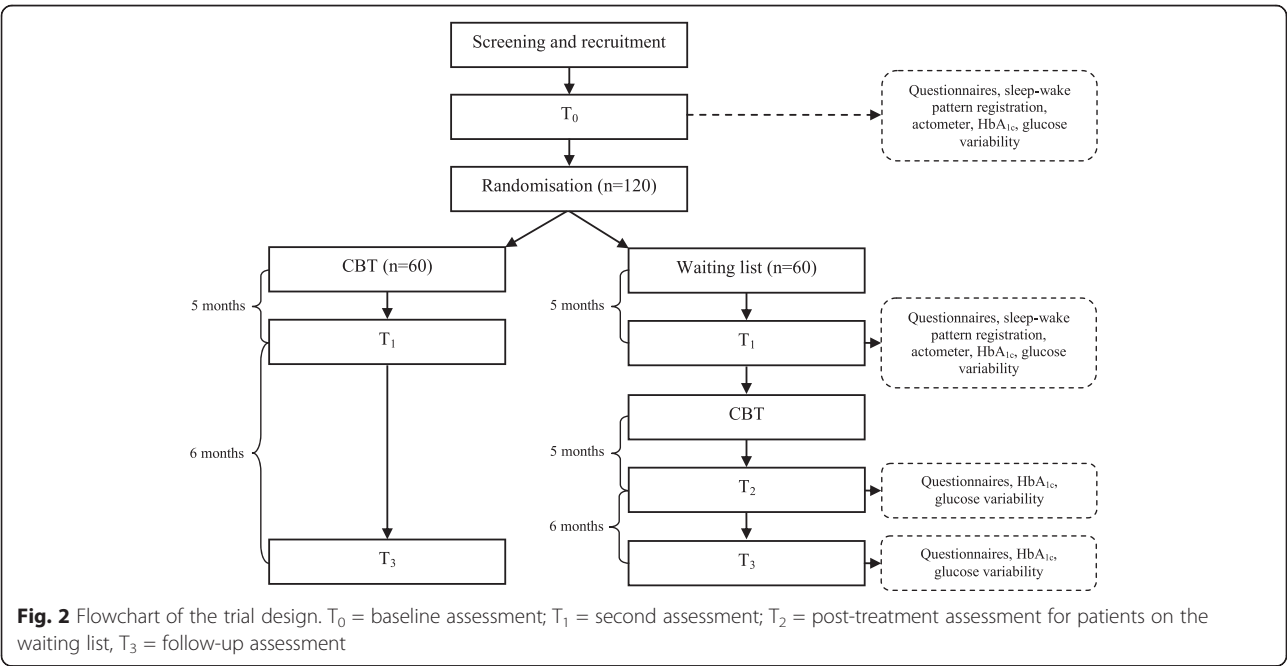 Screening and recruitment
T₀
Questionnaires, sleep-wake
pattern registration,
actometer, HbA₁c, glucose
variability
Randomisation (n=120)
CBT (n=60)
Waiting list (n=60)
5 months
5 months
T₁
T₁
Questionnaires, sleep-wake
pattern registration,
actometer, HbA₁c, glucose
variability
CBT
6 months
5 months
T₂
Questionnaires, HbA₁c,
glucose variability
6 months
T₃
T₃
Questionnaires, HbA₁c,
glucose variability
Fig. 2 Flowchart of the trial design. T₀ = baseline assessment; T₁ = second assessment; T₂ = post-treatment assessment for patients on the
waiting list, T₃ = follow-up assessment